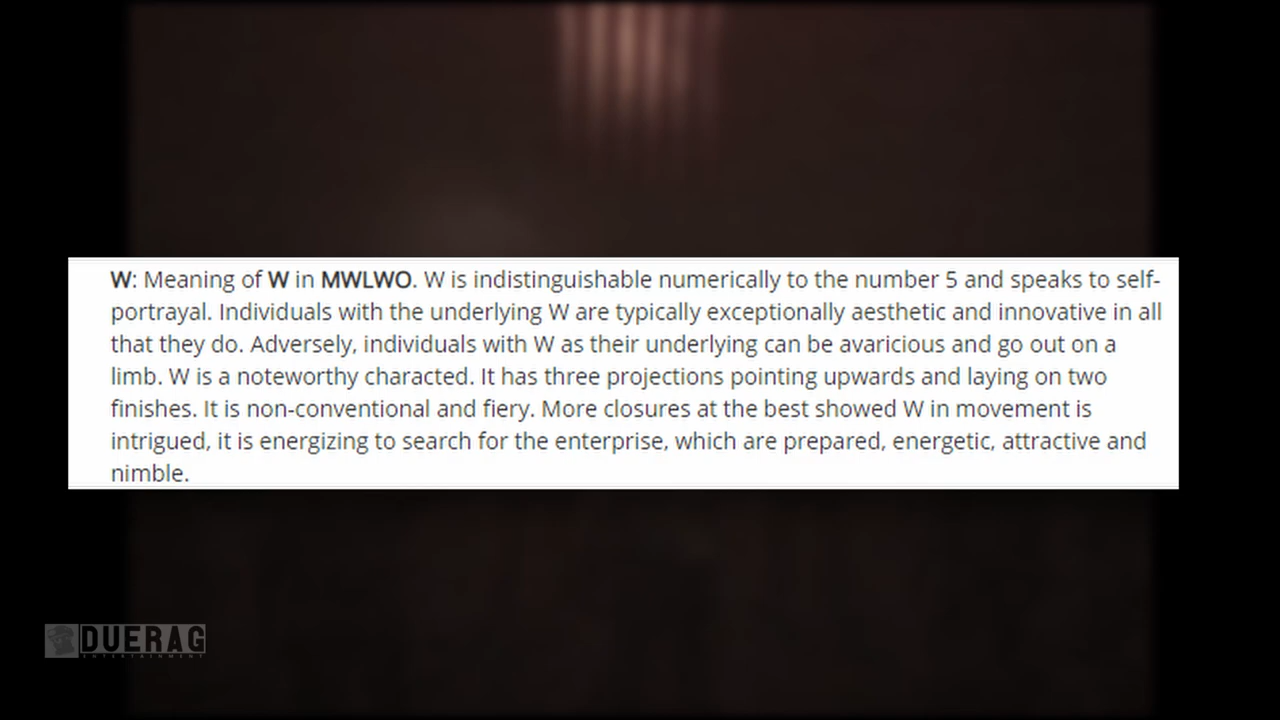 W: Meaning of W in MWLWO. W is indistinguishable numerically to the number 5 and speaks to self-
portrayal. Individuals with the underlying W are typically exceptionally aesthetic and innovative in all
that they do. Adversely, individuals with W as their underlying can be avaricious and go out on a
limb. W is a noteworthy characted. It has three projections pointing upwards and laying on two
finishes. It is non-conventional and fiery. More closures at the best showed W in movement is
intrigued, it is energizing to search for the enterprise, which are prepared, energetic, attractive and
nimble.
DUERAG
ENTERTAINMENT